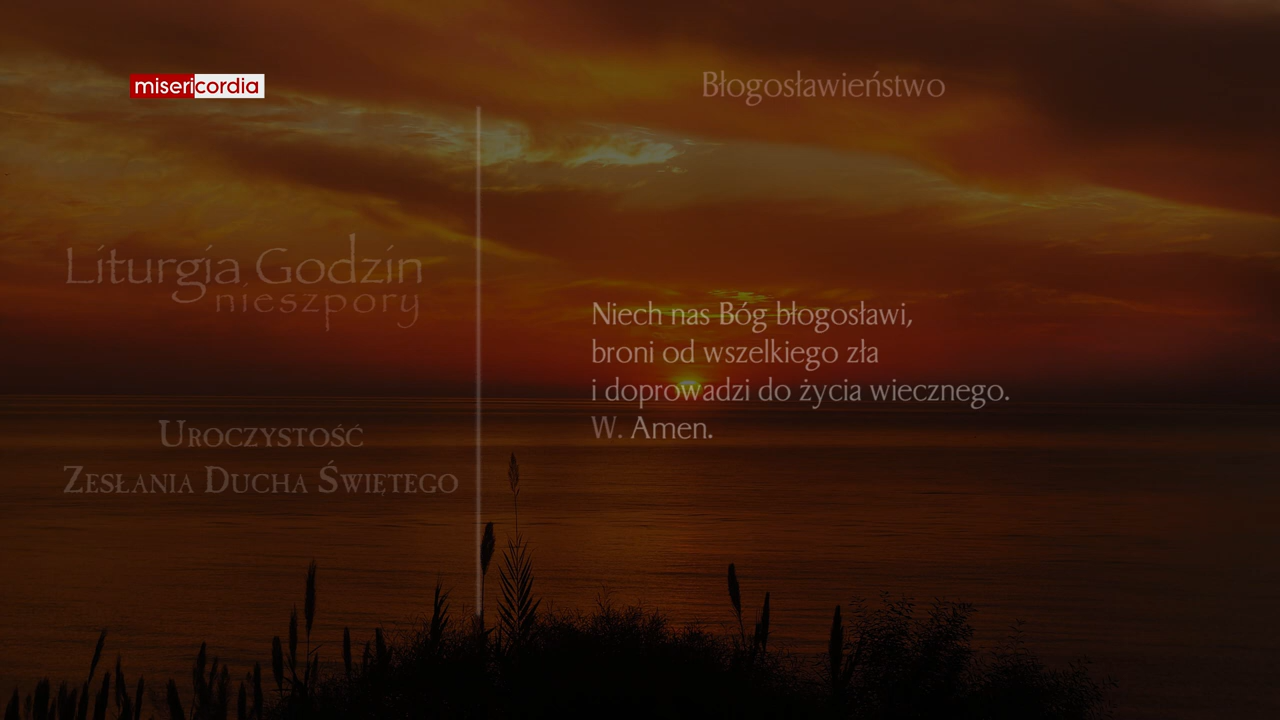 misericordia
Błogosławieństwo
Liturgia Godzin
nieszpory
Niech nas Bóg błogosławi,
broni od wszelkiego zła
i doprowadzi do życia wiecznego.
W. Amen.
Uroczystość
Zesłania Ducha Świętego